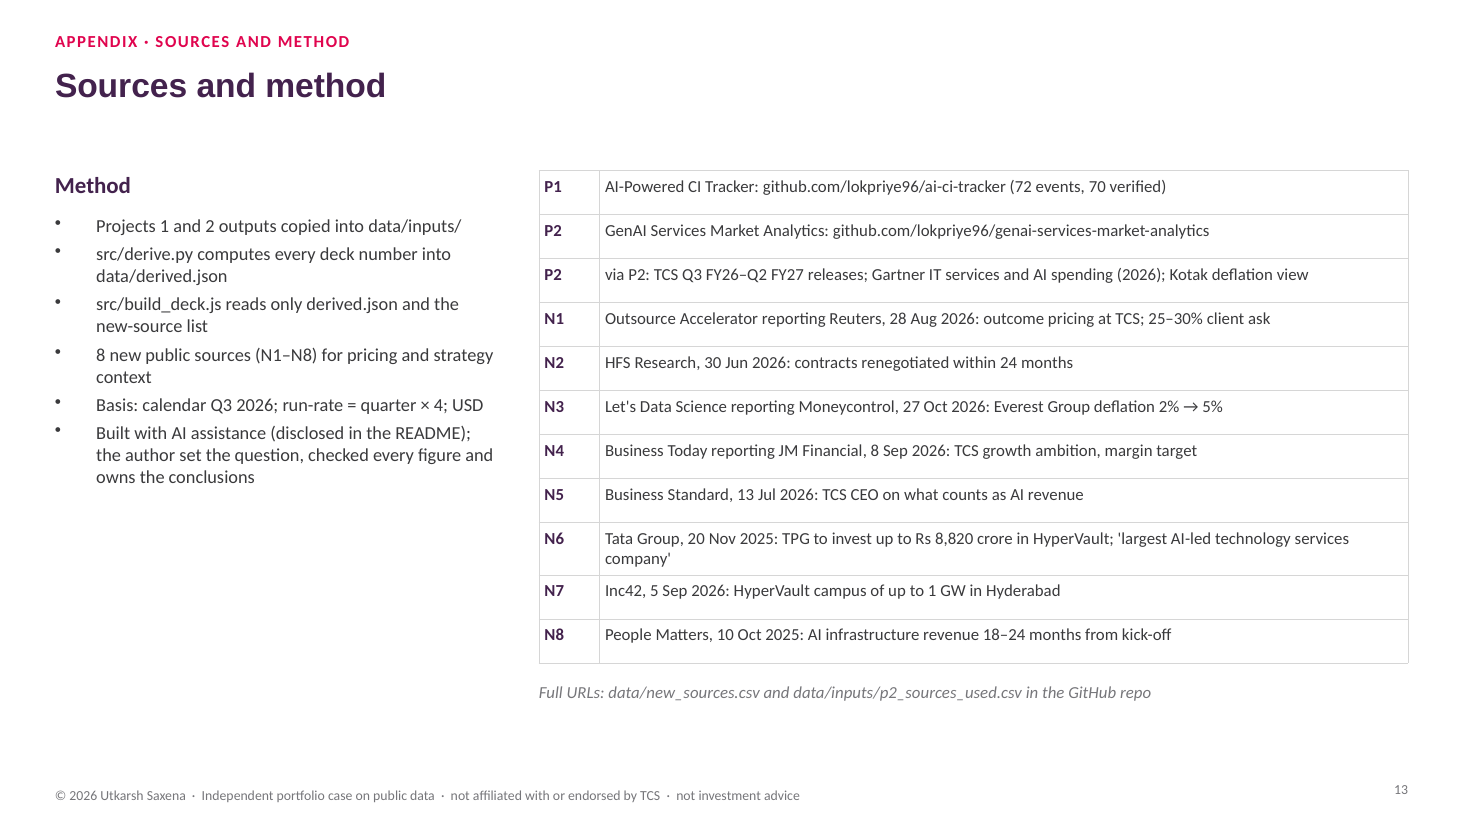 APPENDIX · SOURCES AND METHOD
Sources and method
Method
• Projects 1 and 2 outputs copied into data/inputs/
• src/derive.py computes every deck number into
data/derived.json
• src/build_deck.js reads only derived.json and the
new-source list
• 8 new public sources (N1–N8) for pricing and strategy
context
• Basis: calendar Q3 2026; run-rate = quarter × 4; USD
• Built with AI assistance (disclosed in the README);
the author set the question, checked every figure and
owns the conclusions
P1 AI-Powered CI Tracker: github.com/lokpriye96/ai-ci-tracker (72 events, 70 verified)
P2 GenAI Services Market Analytics: github.com/lokpriye96/genai-services-market-analytics
P2 via P2: TCS Q3 FY26–Q2 FY27 releases; Gartner IT services and AI spending (2026); Kotak deflation view
N1 Outsource Accelerator reporting Reuters, 28 Aug 2026: outcome pricing at TCS; 25–30% client ask
N2 HFS Research, 30 Jun 2026: contracts renegotiated within 24 months
N3 Let's Data Science reporting Moneycontrol, 27 Oct 2026: Everest Group deflation 2% → 5%
N4 Business Today reporting JM Financial, 8 Sep 2026: TCS growth ambition, margin target
N5 Business Standard, 13 Jul 2026: TCS CEO on what counts as AI revenue
N6 Tata Group, 20 Nov 2025: TPG to invest up to Rs 8,820 crore in HyperVault; 'largest AI-led technology services
company'
N7 Inc42, 5 Sep 2026: HyperVault campus of up to 1 GW in Hyderabad
N8 People Matters, 10 Oct 2025: AI infrastructure revenue 18–24 months from kick-off
Full URLs: data/new_sources.csv and data/inputs/p2_sources_used.csv in the GitHub repo
© 2026 Utkarsh Saxena · Independent portfolio case on public data · not affiliated with or endorsed by TCS · not investment advice
13